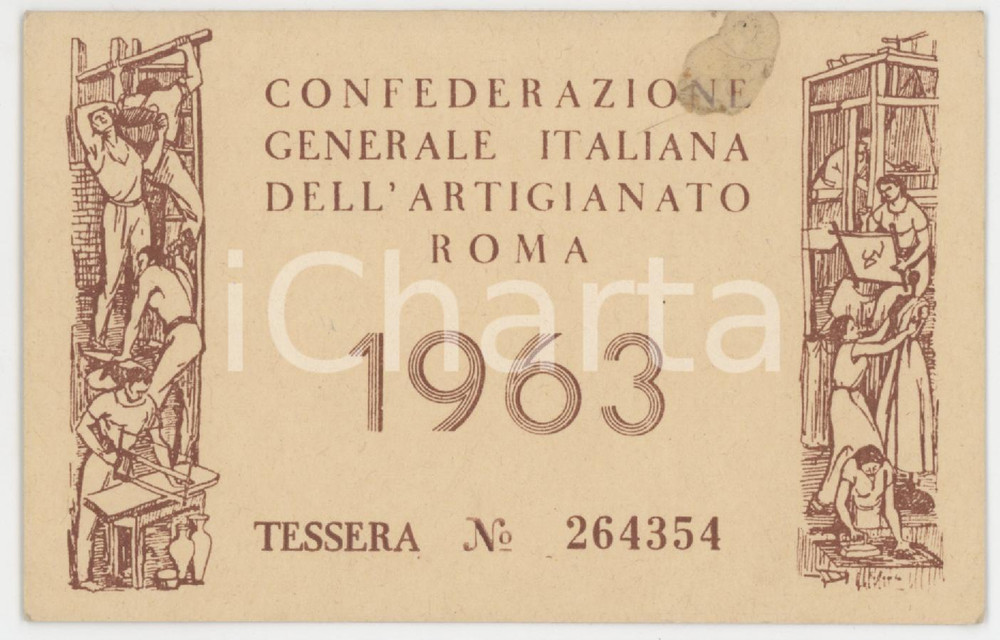 CONFEDERAZIONE
GENERALE ITALIANA
DELL'ARTIGIANATO
ROMA
iCharta
1963
TESSERA Nº 264354